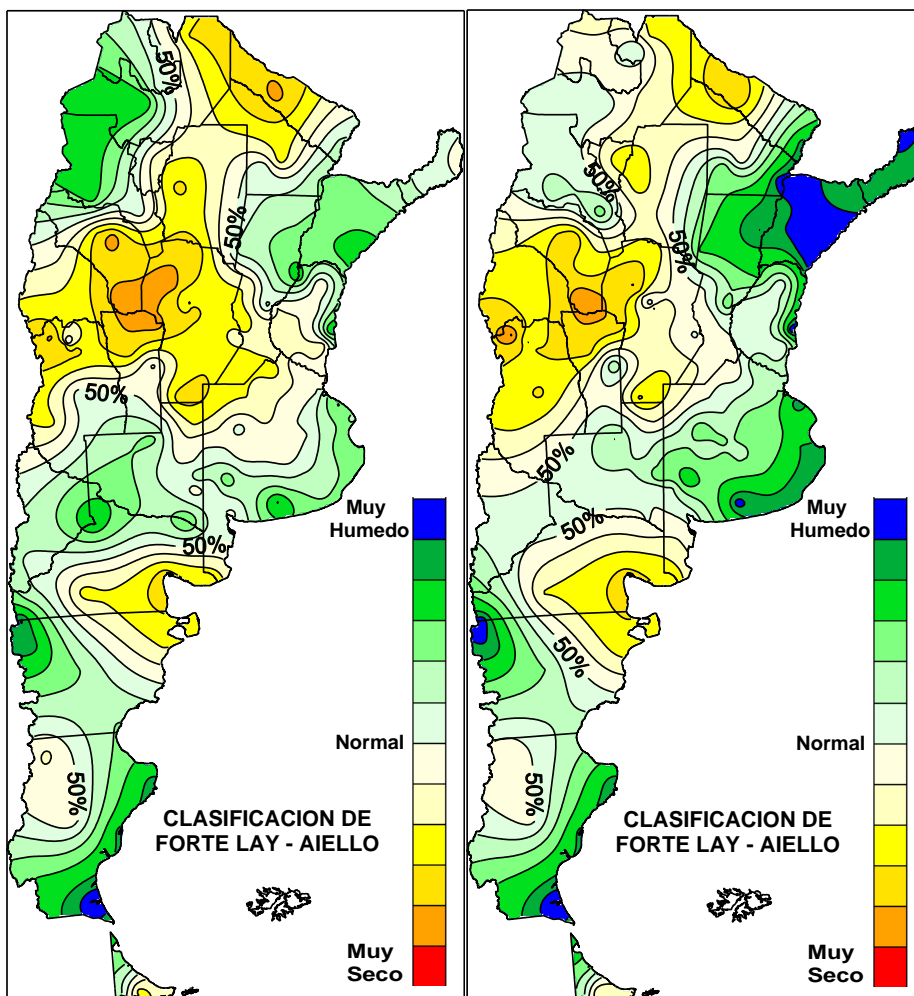 50%
50%
50%
50%
50%
Muy
Humedo
Normal
Muy
Seco
CLASIFICACION DE
FORTE LAY - AIELLO
50%
50%
50%
50%
50%
50%
Muy
Humedo
Normal
Muy
Seco
CLASIFICACION DE
FORTE LAY - AIELLO